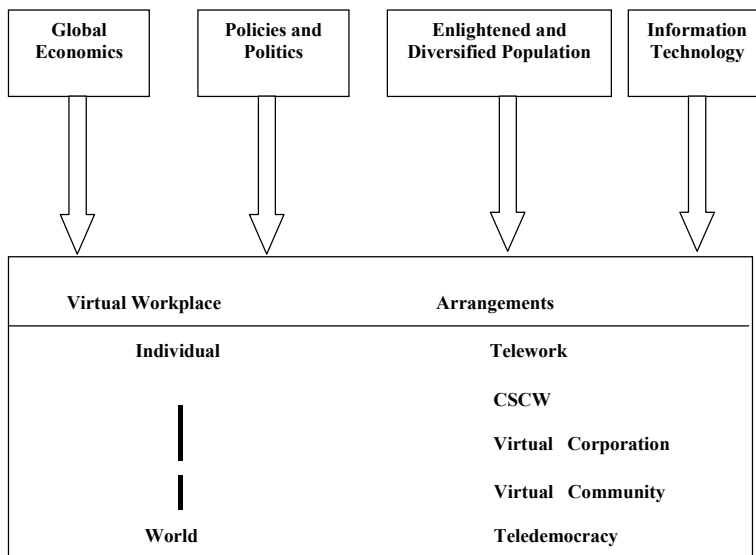 Global
Economics
Policies and
Politics
Enlightened and
Diversified Population
Information
Technology
Virtual Workplace Arrangements
Individual Telework
CSCW
Virtual Corporation
Virtual Community
World Teledemocracy